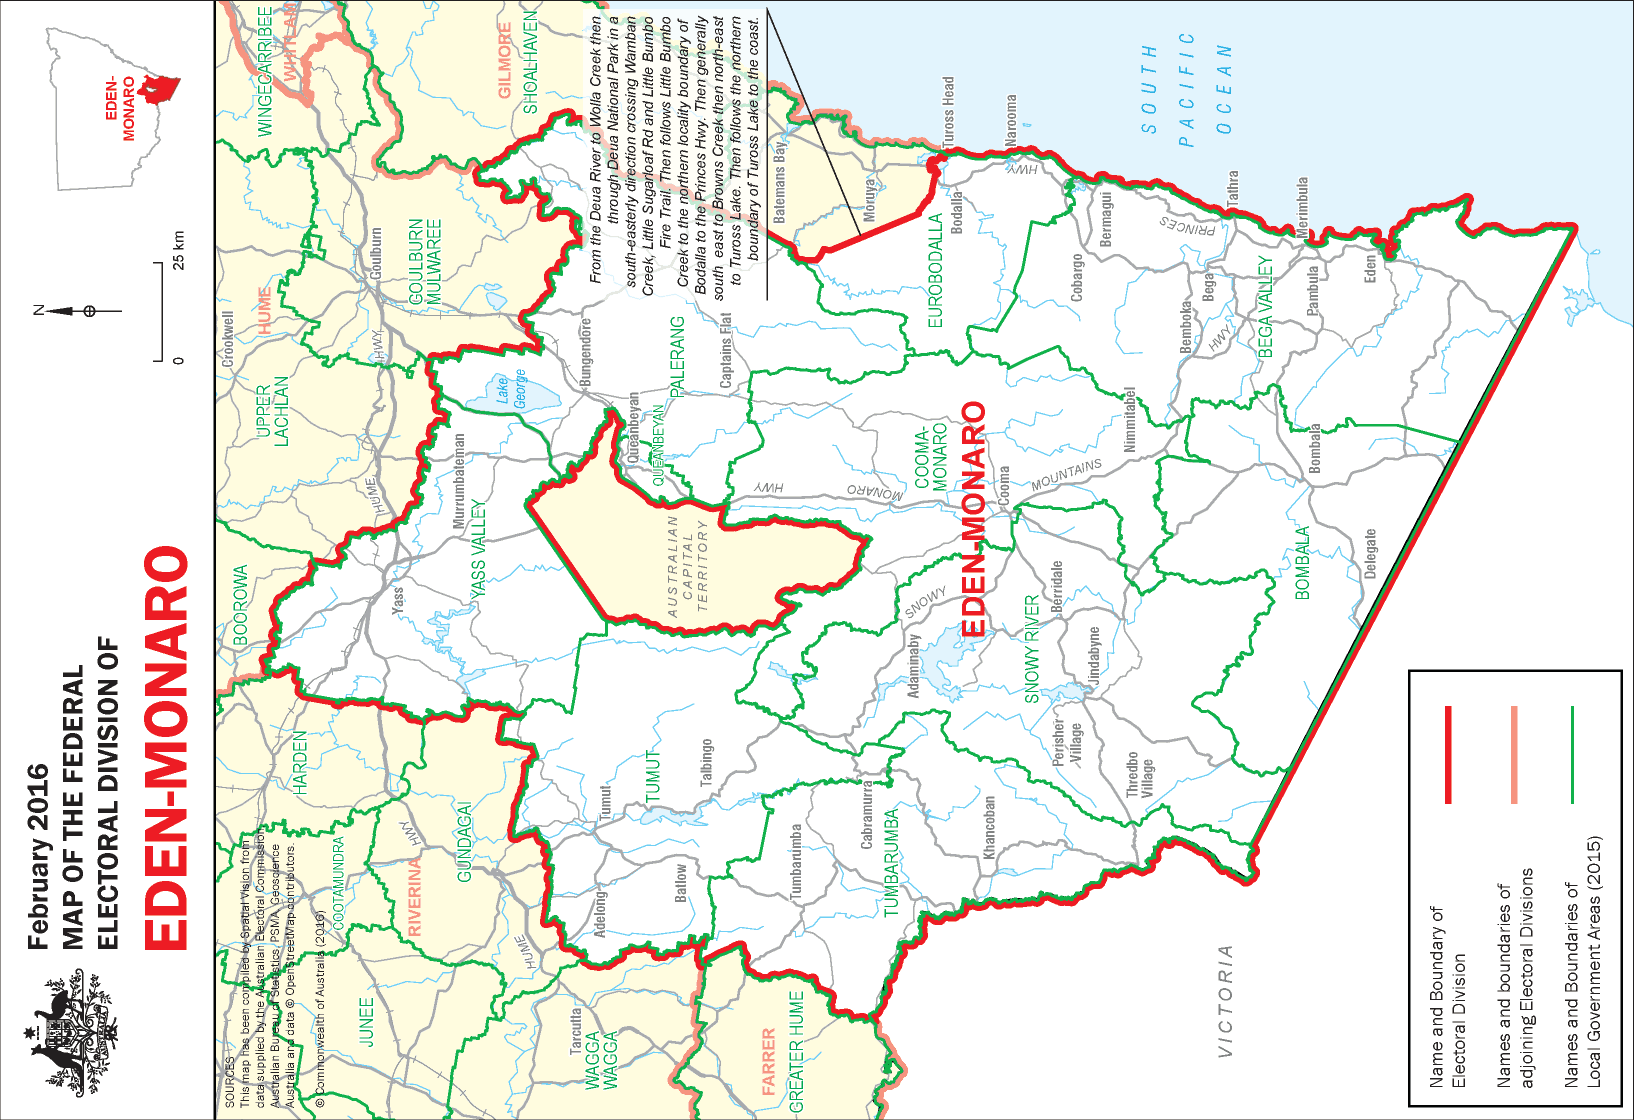 February 2016
MAP OF THE FEDERAL
ELECTORAL DIVISION OF
EDEN-MONARO
EDEN-
MONARO
N
0
25 km
SOURCES
This map has been compiled by Spatial Vision from
data supplied by the Australian Electoral Commission,
Australian Bureau of Statistics, PSMA, Geoscience
Australia and data © OpenStreetMap contributors.
© Commonwealth of Australia (2016)
From the Deua River to Wolla Creek then
through Deua National Park in a
south-easterly direction crossing Wamban
Creek, Little Sugarloaf Rd and Little Bumbo
Fire Trail. Then follows Little Bumbo
Creek to the northern locality boundary of
Bodalla to the Princes Hwy. Then generally
south east to Browns Creek then north-east
to Tuross Lake. Then follows the northern
boundary of Tuross Lake to the coast.
WINGECARRIBEE
WHITLAM
GILMORE
SHOALHAVEN
HUME
Crookwell
Goulburn
GOULBURN
MULWAREE
UPPER
LACHLAN
HWY
HUME
BOOROWA
HARDEN
COOTAMUNDRA
RIVERINA
HWY
GUNDAGAI
JUNEE
HUME
Tarcutta
WAGGA
WAGGA
FARRER
GREATER HUME
Yass
YASS VALLEY
Murrumbateman
Lake
George
Bungendore
Queanbeyan
QUEANBEYAN
PALERANG
Captains Flat
AUSTRALIAN
CAPITAL
TERRITORY
Batemans Bay
Moruya
EUROBODALLA
Bodalla
Tuross Head
Narooma
HWY
Bermagui
Cobargo
PRINCES
Tathra
Bega
Bemboka
HWY
BEGA VALLEY
Merimbula
Pambula
Eden
SOUTH
PACIFIC
OCEAN
HWY
MONARO
COOMA-
MONARO
EDEN-MONARO
Cooma
MOUNTAINS
SNOWY
Nimmitabel
Bombala
BOMBALA
Delegate
Berridale
SNOWY RIVER
Adaminaby
Jindabyne
Perisher
Village
Thredbo
Village
TUMUT
Tumut
Talbingo
Adelong
Batlow
Tumbarumba
Cabramurra
TUMBARUMBA
Khancoban
VICTORIA
Name and Boundary of
Electoral Division
Names and boundaries of
adjoining Electoral Divisions
Names and Boundaries of
Local Government Areas (2015)